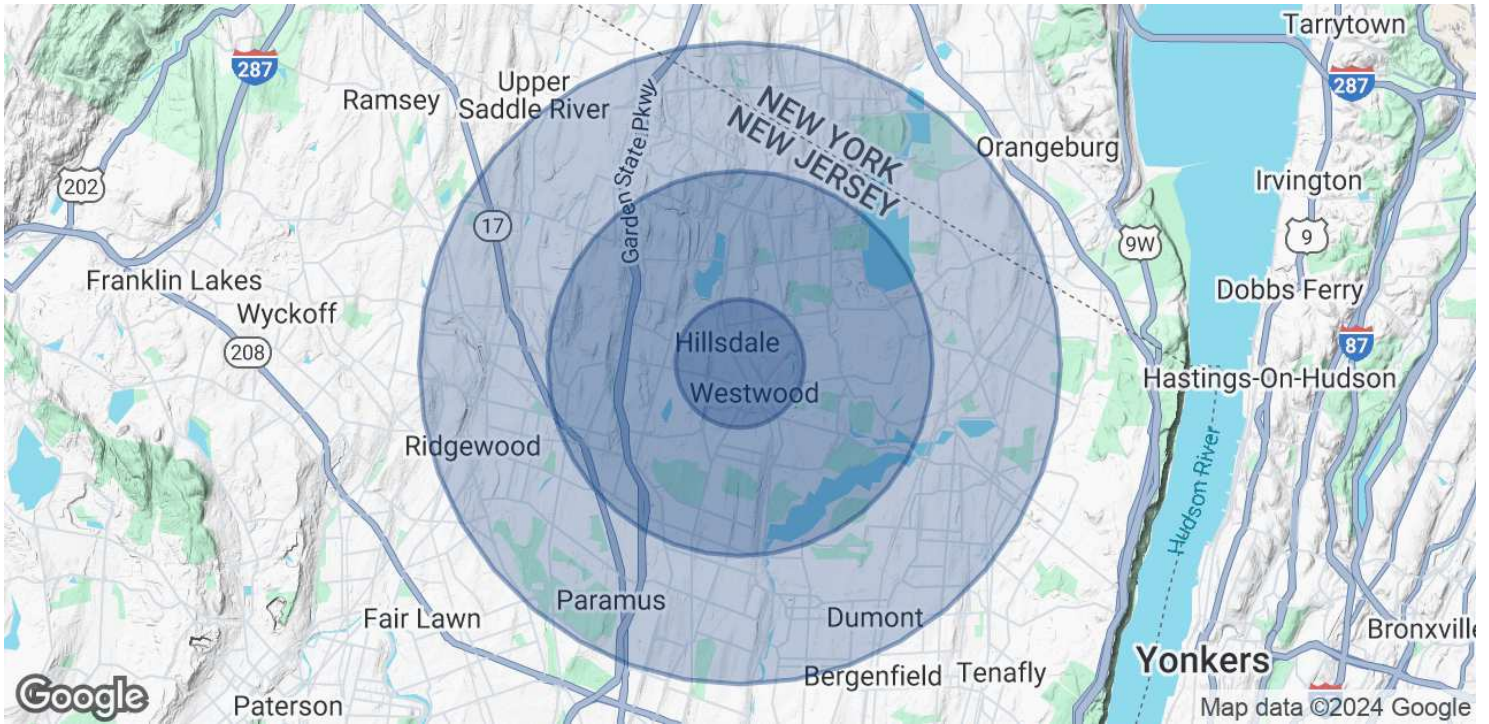 Tarrytown
287
Upper
Saddle River
Ramsey
287
Garden State Pkwy
NEW YORK
NEW JERSEY
Orangeburg
202
Irvington
17
9W
9
Franklin Lakes
Dobbs Ferry
Wyckoff
208
Hillsdale
87
Westwood
Hastings-On-Hudson
Ridgewood
Hudson River
Paramus
Fair Lawn
Dumont
Bronxville
Yonkers
Bergenfield
Tenafly
Google
Paterson
Map data ©2024 Google